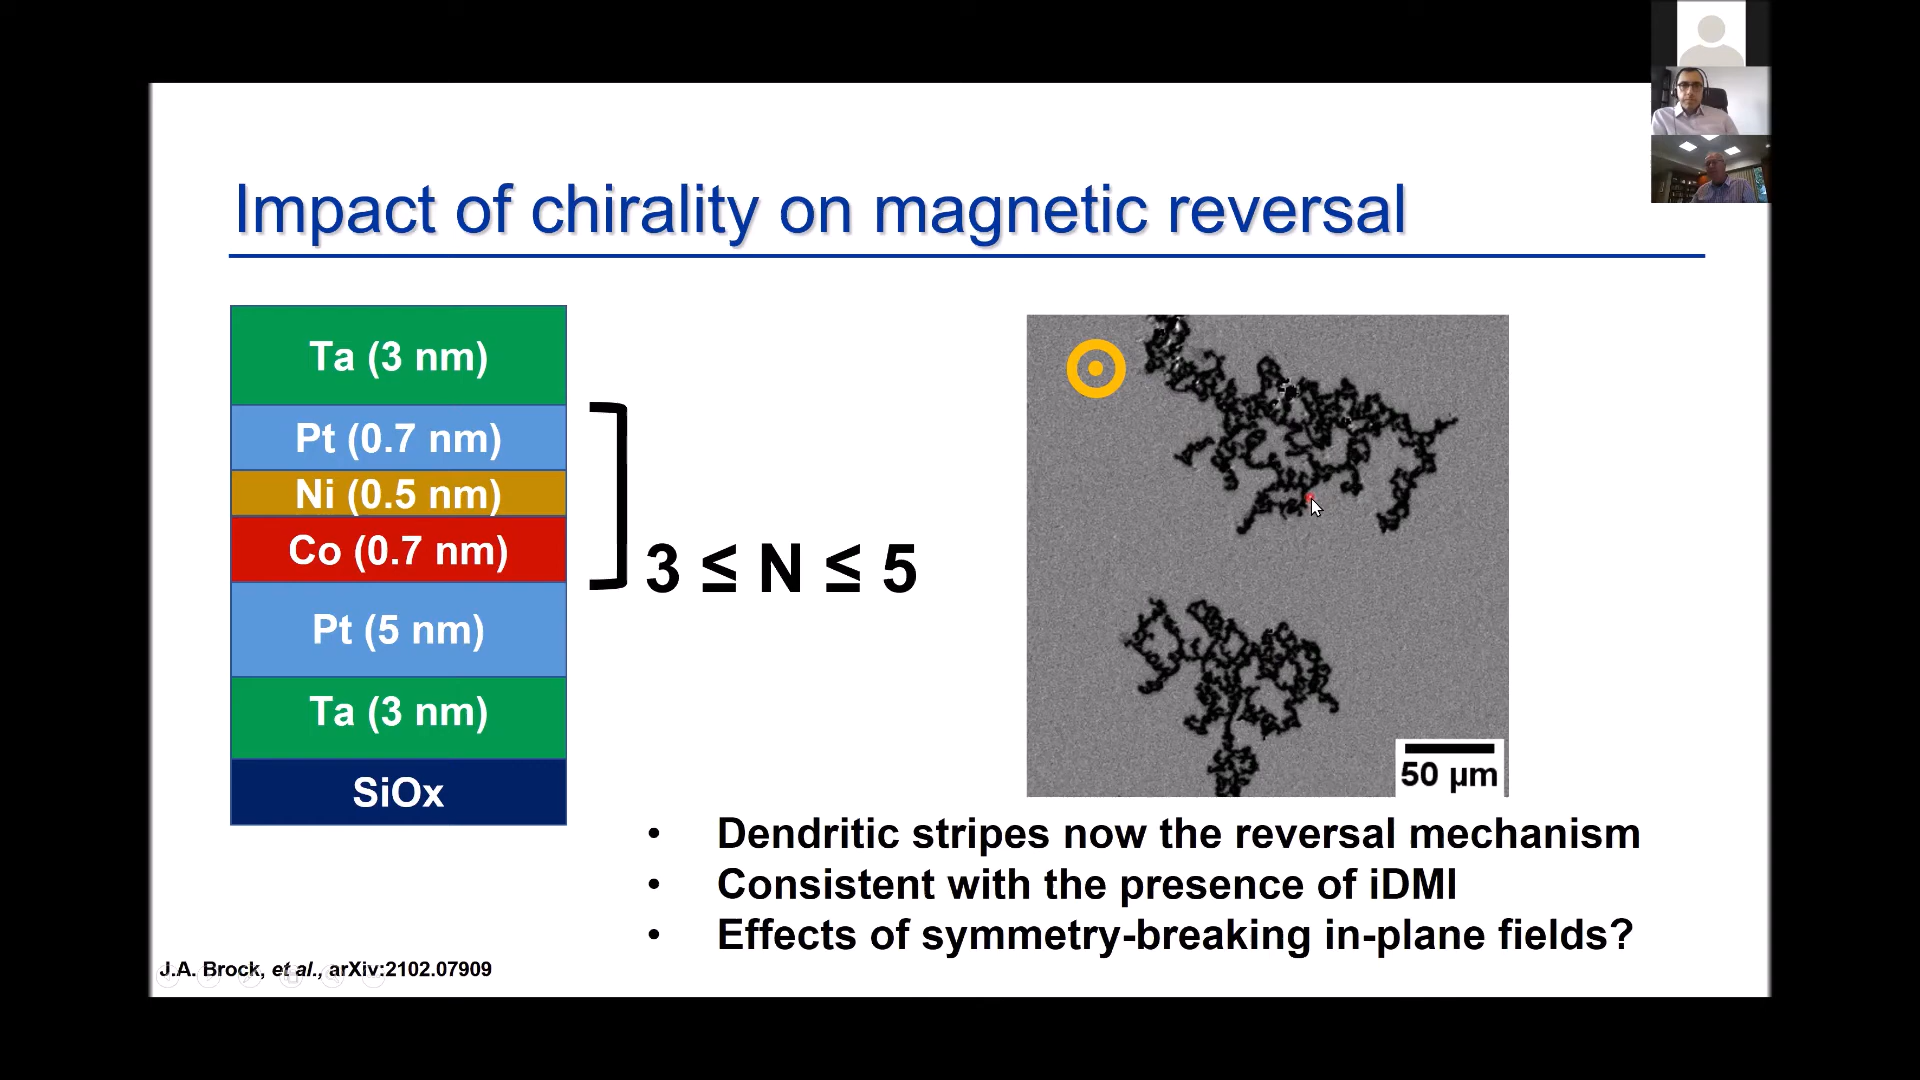 Impact of chirality on magnetic reversal
Ta (3 nm)
Pt (0.7 nm)
Ni (0.5 nm)
Co (0.7 nm)
Pt (5 nm)
Ta (3 nm)
SiOx
3 ≤ N ≤ 5
50 µm
• Dendritic stripes now the reversal mechanism
• Consistent with the presence of iDMI
• Effects of symmetry-breaking in-plane fields?
J.A. Brock, et al., arXiv:2102.07909